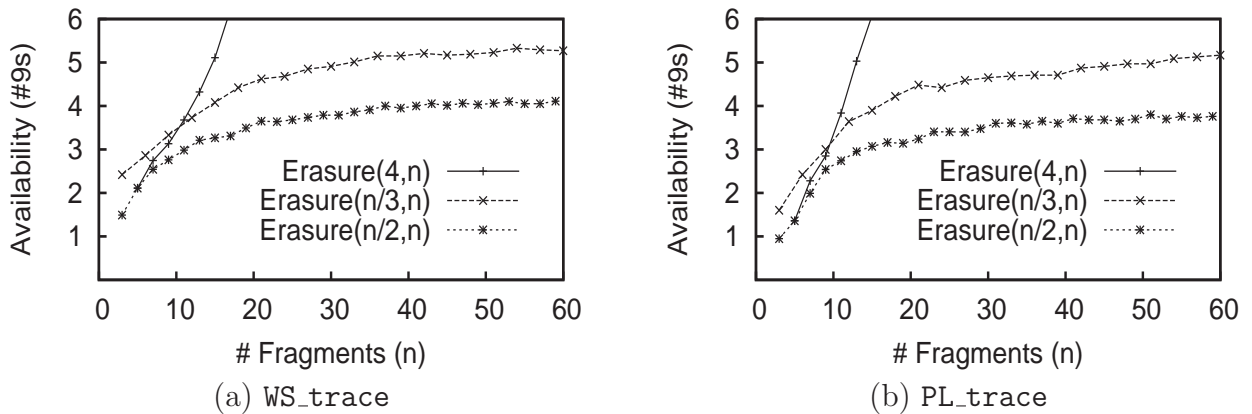 Availability (#9s)
6
5
4
3
2
1
Erasure(4,n)
Erasure(n/3,n)
Erasure(n/2,n)
0 10 20 30 40 50 60
# Fragments (n)
(a) WS_trace
Availability (#9s)
6
5
4
3
2
1
Erasure(4,n)
Erasure(n/3,n)
Erasure(n/2,n)
0 10 20 30 40 50 60
# Fragments (n)
(b) PL_trace